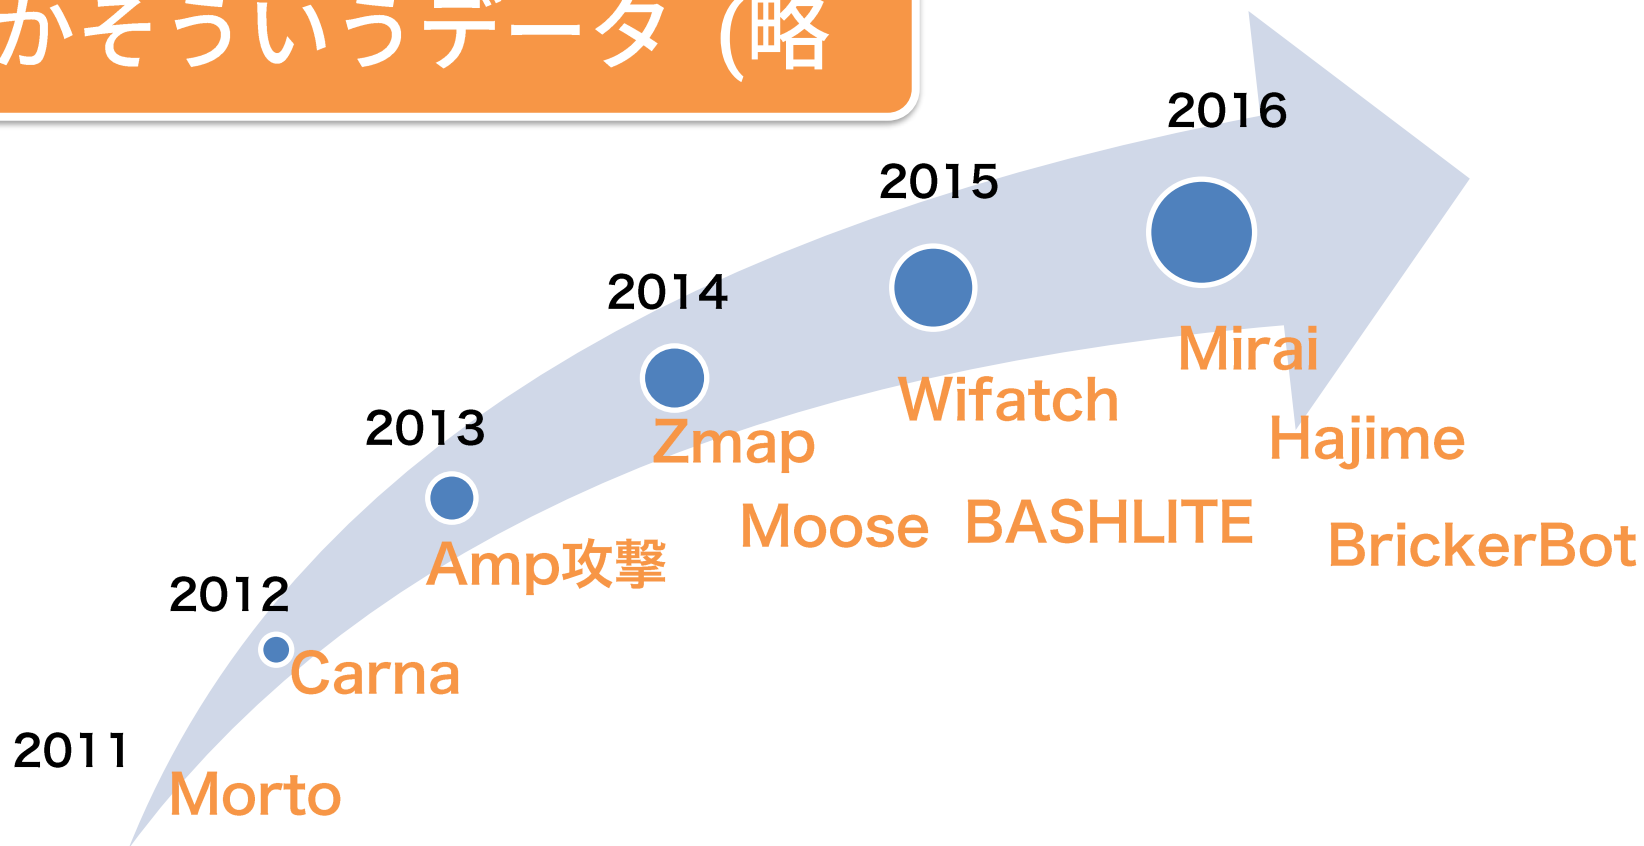 かそういうデータ (略
2016
2015
2014
2013
2012
2011
Mirai
Wifatch
Hajime
Zmap
Moose
BASHLITE
BrickerBot
Amp攻撃
Carna
Morto